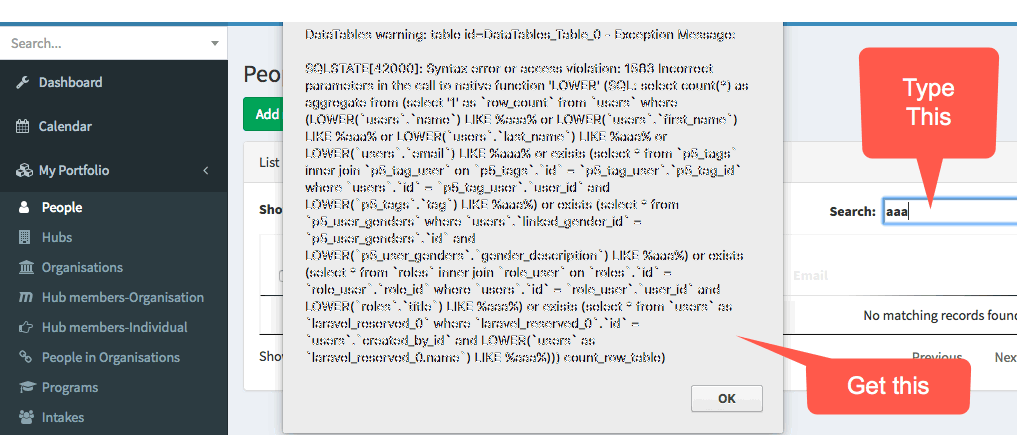 Search...
Dashboard
Calendar
My Portfolio
People
Hubs
Organisations
Hub members-Organisation
Hub members-Individual
People in Organisations
Programs
Intakes
Peo
Add
List
Sho
Search: aaa
Email
No matching records found
Show
Previous
Nex
DataTables warning: table id=DataTables_Table_0 - Exception Message:
SQLSTATE[42000]: Syntax error or access violation: 1583 Incorrect
parameters in the call to native function 'LOWER' (SQL: select count(*) as
aggregate from (select '1' as `row_count` from `users` where
(LOWER(`users`.`name`) LIKE %aaa% or LOWER(`users`.`first_name`)
LIKE %aaa% or LOWER(`users`.`last_name`) LIKE %aaa% or
LOWER(`users`.`email`) LIKE %aaa% or exists (select * from `p5_tags`
inner join `p5_tag_user` on `p5_tags`.`id` = `p5_tag_user`.`p5_tag_id`
where `users`.`id` = `p5_tag_user`.`user_id` and
LOWER(`p5_tags`.`tag`) LIKE %aaa%) or exists (select * from
`p5_user_genders` where `users`.`linked_gender_id` =
`p5_user_genders`.`id` and
LOWER(`p5_user_genders`.`gender_description`) LIKE %aaa%) or exists
(select * from `roles` inner join `role_user` on `roles`.`id` =
`role_user`.`role_id` where `users`.`id` = `role_user`.`user_id` and
LOWER(`roles`.`title`) LIKE %aaa%) or exists (select * from `users` as
`laravel_reserved_0` where `laravel_reserved_0`.`id` =
`users`.`created_by_id` and LOWER(`users` as
`laravel_reserved_0.name`) LIKE %aaa%))) count_row_table)
OK
Type
This
Get this